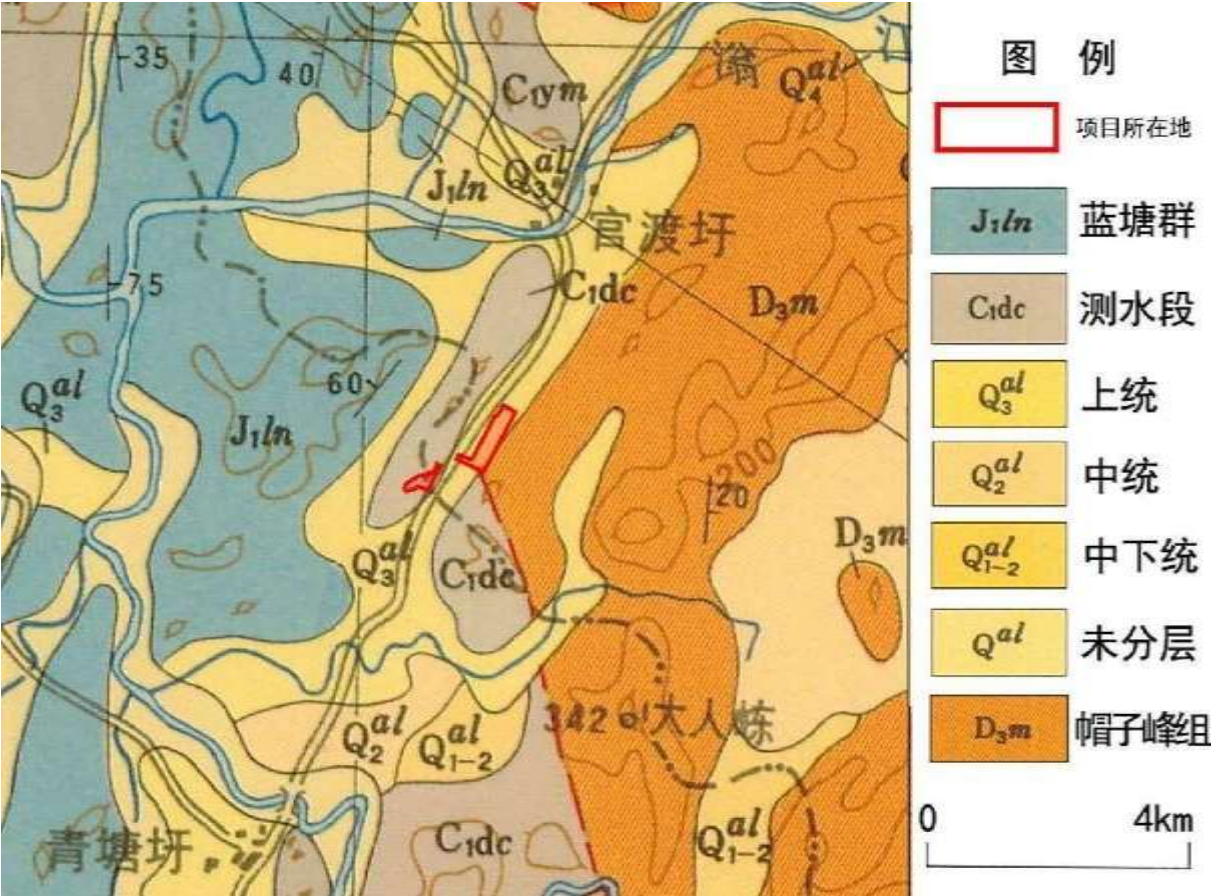 35
40
C₁ym
滃
Q₄ᵃˡ
江
J₁ln
Q₃ᵃˡ
官渡圩
75
C₁dc
D₃m
60
Q₃ᵃˡ
J₁ln
200
20
D₃m
Q₃ᵃˡ
C₁dc
342 大人栋
Q₂ᵃˡ
Q₁₋₂ᵃˡ
青塘圩
C₁dc
Q₁₋₂ᵃˡ
图 例
项目所在地
J₁ln 蓝塘群
C₁dc 测水段
Q₃ᵃˡ 上统
Q₂ᵃˡ 中统
Q₁₋₂ᵃˡ 中下统
Qᵃˡ 未分层
D₃m 帽子峰组
0 4km